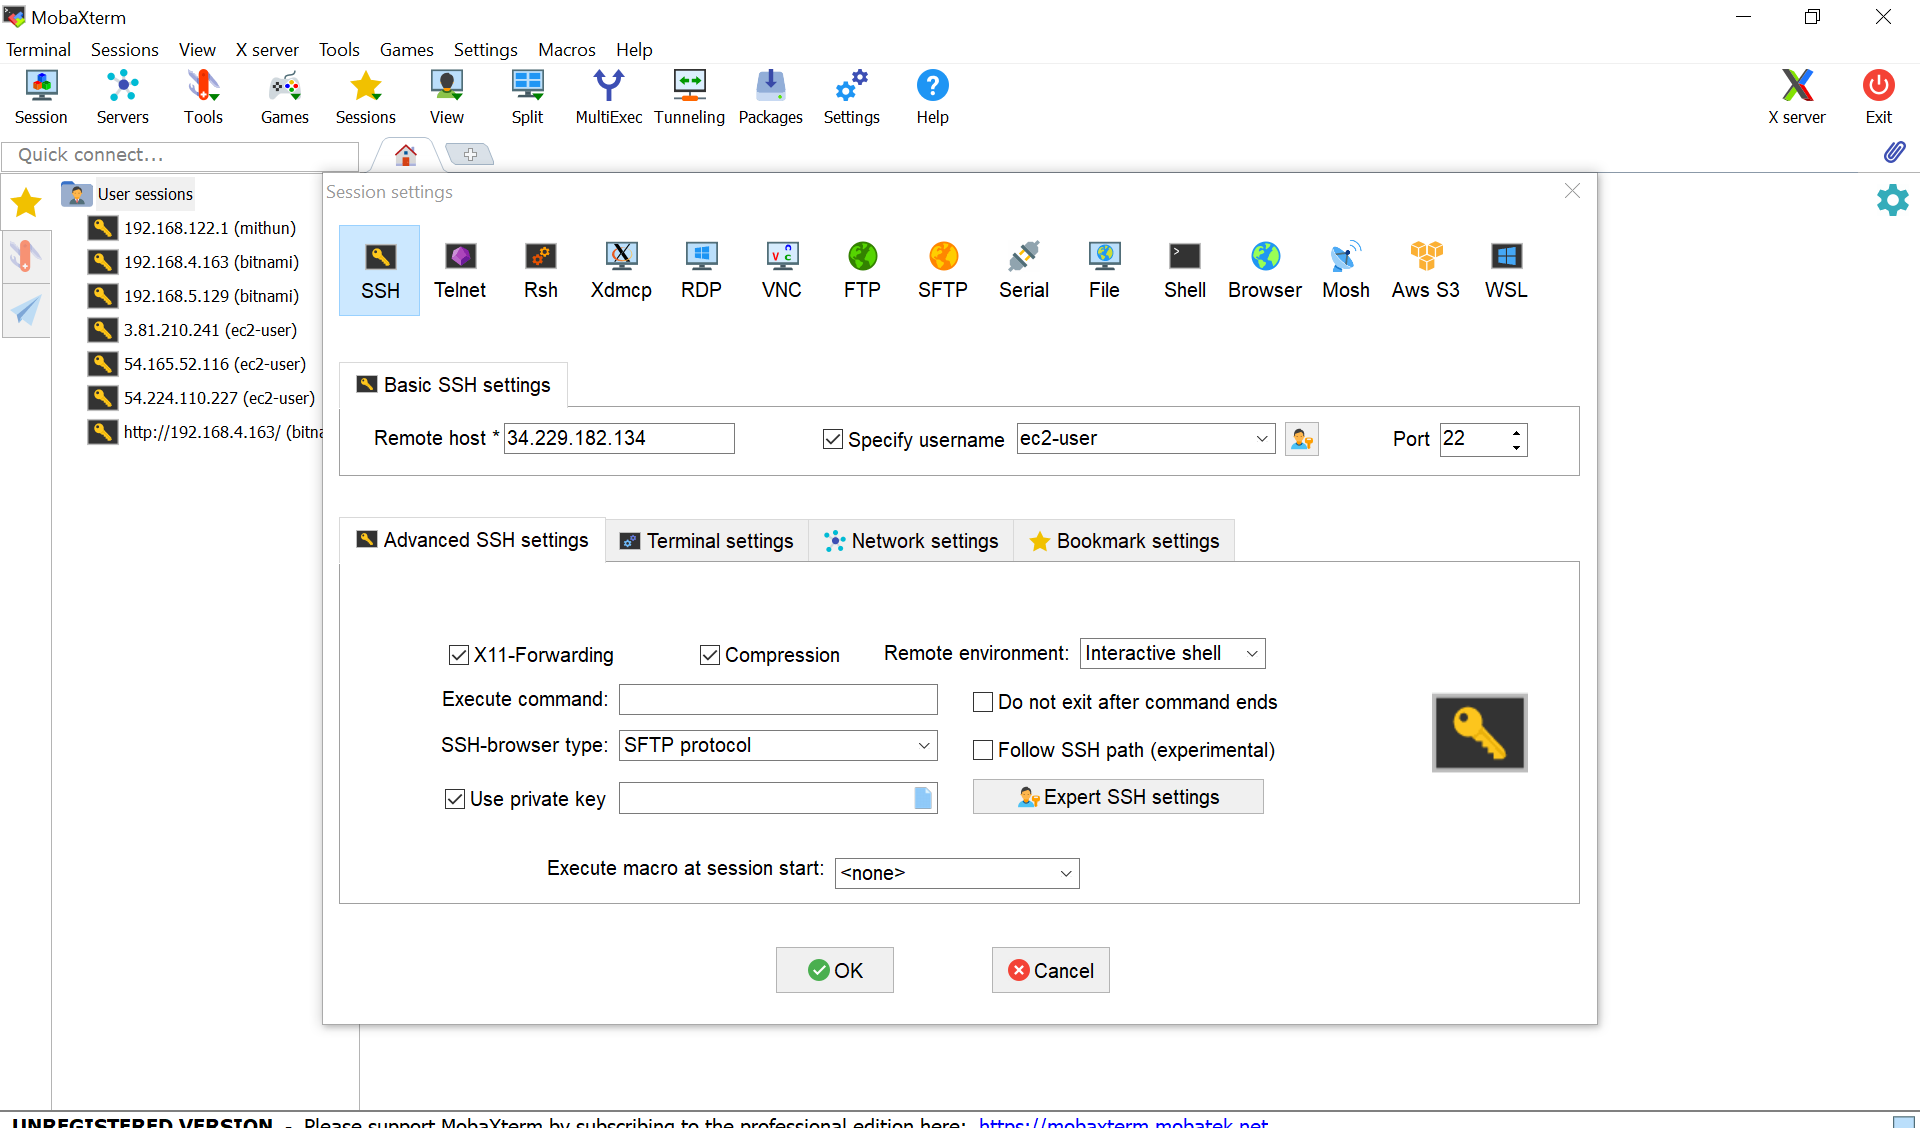 MobaXterm
Terminal Sessions View X server Tools Games Settings Macros Help
Session Servers Tools Games Sessions View Split MultiExec Tunneling Packages Settings Help X server Exit
Quick connect...
User sessions
192.168.122.1 (mithun)
192.168.4.163 (bitnami)
192.168.5.129 (bitnami)
3.81.210.241 (ec2-user)
54.165.52.116 (ec2-user)
54.224.110.227 (ec2-user)
http://192.168.4.163/ (bitna
Session settings
SSH Telnet Rsh Xdmcp RDP VNC FTP SFTP Serial File Shell Browser Mosh Aws S3 WSL
Basic SSH settings
Remote host * 34.229.182.134 Specify username ec2-user Port 22
Advanced SSH settings Terminal settings Network settings Bookmark settings
X11-Forwarding Compression Remote environment: Interactive shell
Execute command: Do not exit after command ends
SSH-browser type: SFTP protocol Follow SSH path (experimental)
Use private key Expert SSH settings
Execute macro at session start: <none>
OK Cancel
UNREGISTERED VERSION - Please support MobaXterm by subscribing to the professional edition here: https://mobaxterm.mobatek.net